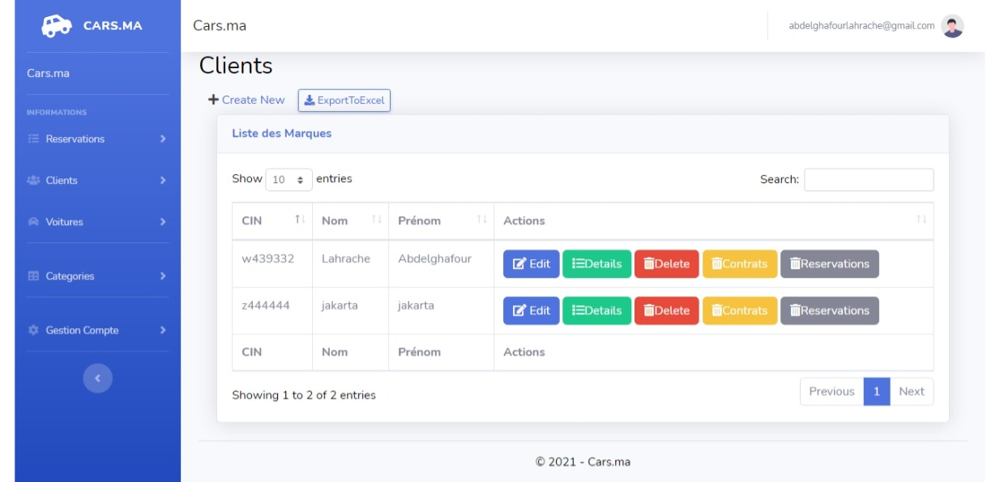 CARS.MA
Cars.ma
abdelghafourlahrache@gmail.com
Cars.ma
INFORMATIONS
Reservations
Clients
Voitures
Categories
Gestion Compte
Clients
Create New
ExportToExcel
Liste des Marques
Show 10 entries
Search:
CIN Nom Prénom Actions
w439332 Lahrache Abdelghafour Edit Details Delete Contrats Reservations
z444444 jakarta jakarta Edit Details Delete Contrats Reservations
CIN Nom Prénom Actions
Showing 1 to 2 of 2 entries
Previous 1 Next
© 2021 - Cars.ma